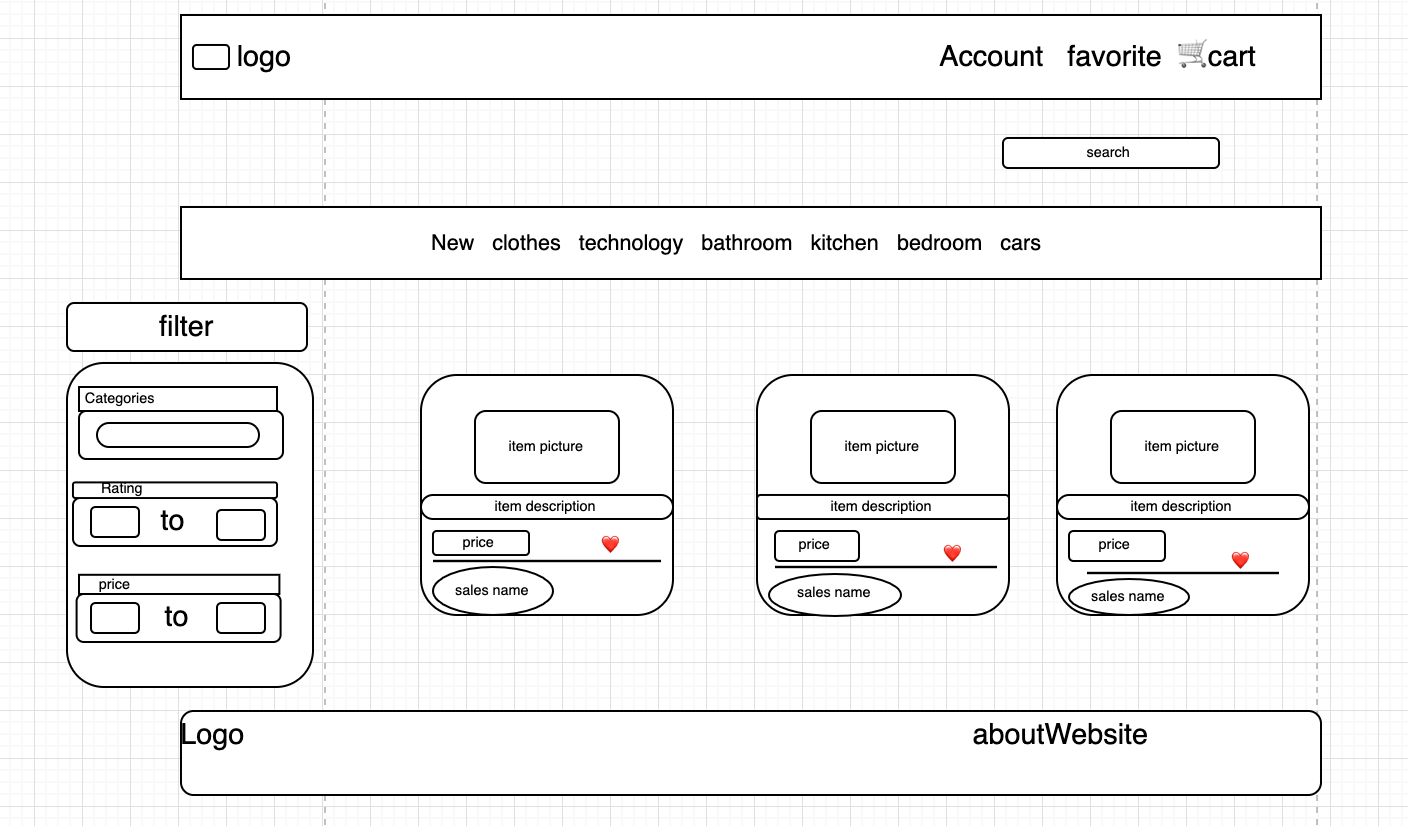 logo
Account favorite 🛒cart
search
New clothes technology bathroom kitchen bedroom cars
filter
Categories
Rating
to
price
to
item picture
item description
price ❤️
sales name
item picture
item description
price ❤️
sales name
item picture
item description
price ❤️
sales name
Logo
aboutWebsite